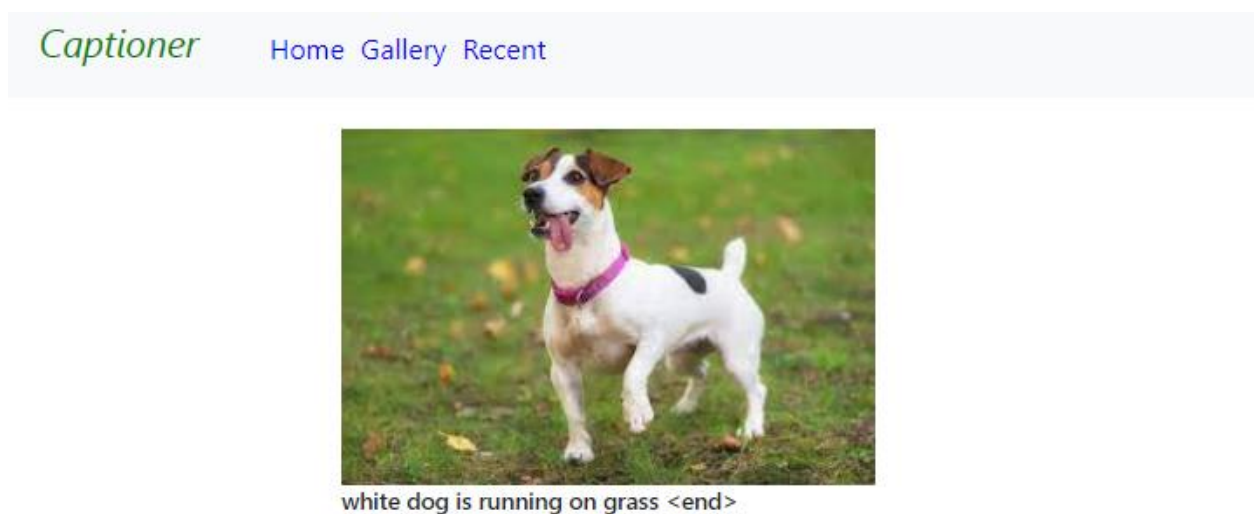 Captioner Home Gallery Recent
white dog is running on grass <end>